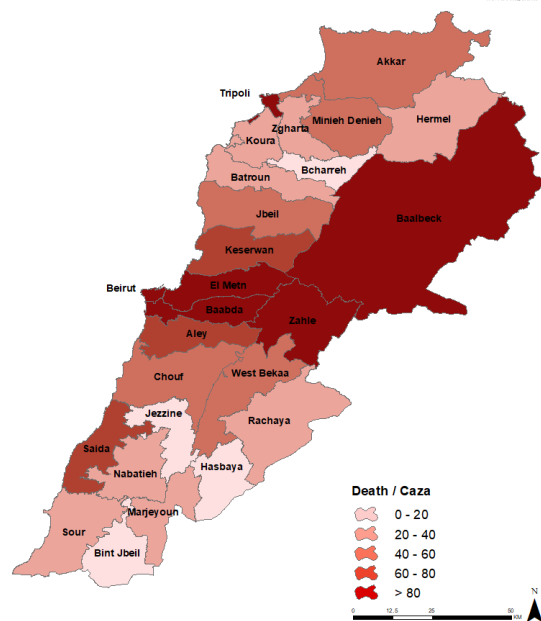 Akkar
Tripoli
Minieh Denieh
Hermel
Zgharta
Koura
Bcharreh
Batroun
Jbeil
Baalbeck
Keserwan
El Metn
Beirut
Baabda
Zahle
Aley
West Bekaa
Chouf
Jezzine
Rachaya
Saida
Hasbaya
Nabatieh
Marjeyoun
Sour
Bint Jbeil
Death / Caza
0 - 20
20 - 40
40 - 60
60 - 80
> 80
N
0 12.5 25 50
KM